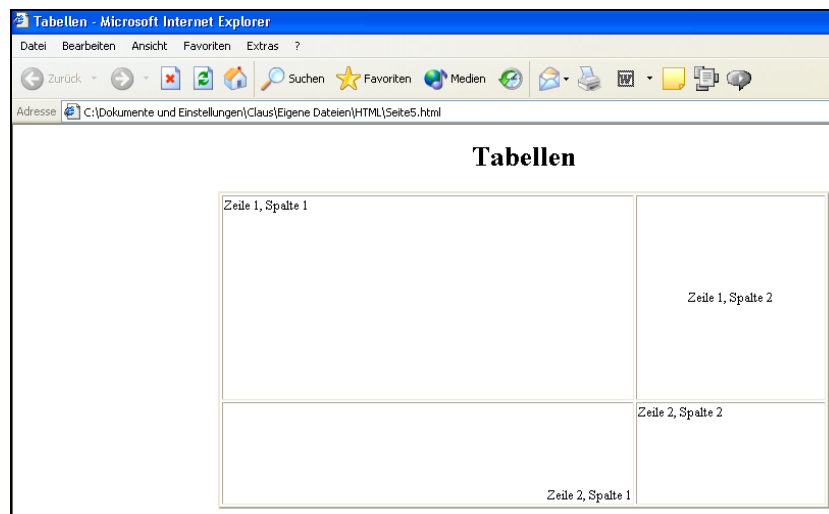 Tabellen - Microsoft Internet Explorer
Datei Bearbeiten Ansicht Favoriten Extras ?
Zurück Suchen Favoriten Medien W
Adresse C:\Dokumente und Einstellungen\Claus\Eigene Dateien\HTML\Seite5.html
Tabellen
Zeile 1, Spalte 1
Zeile 1, Spalte 2
Zeile 2, Spalte 2
Zeile 2, Spalte 1